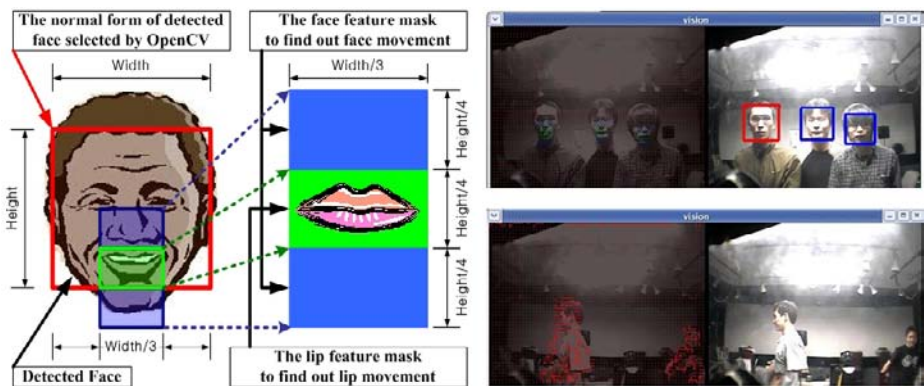 The normal form of detected
face selected by OpenCV
The face feature mask
to find out face movement
Width
Width/3
Height
Height/4
Height/4
Height/4
Width/3
Detected Face
The lip feature mask
to find out lip movement
vision
vision